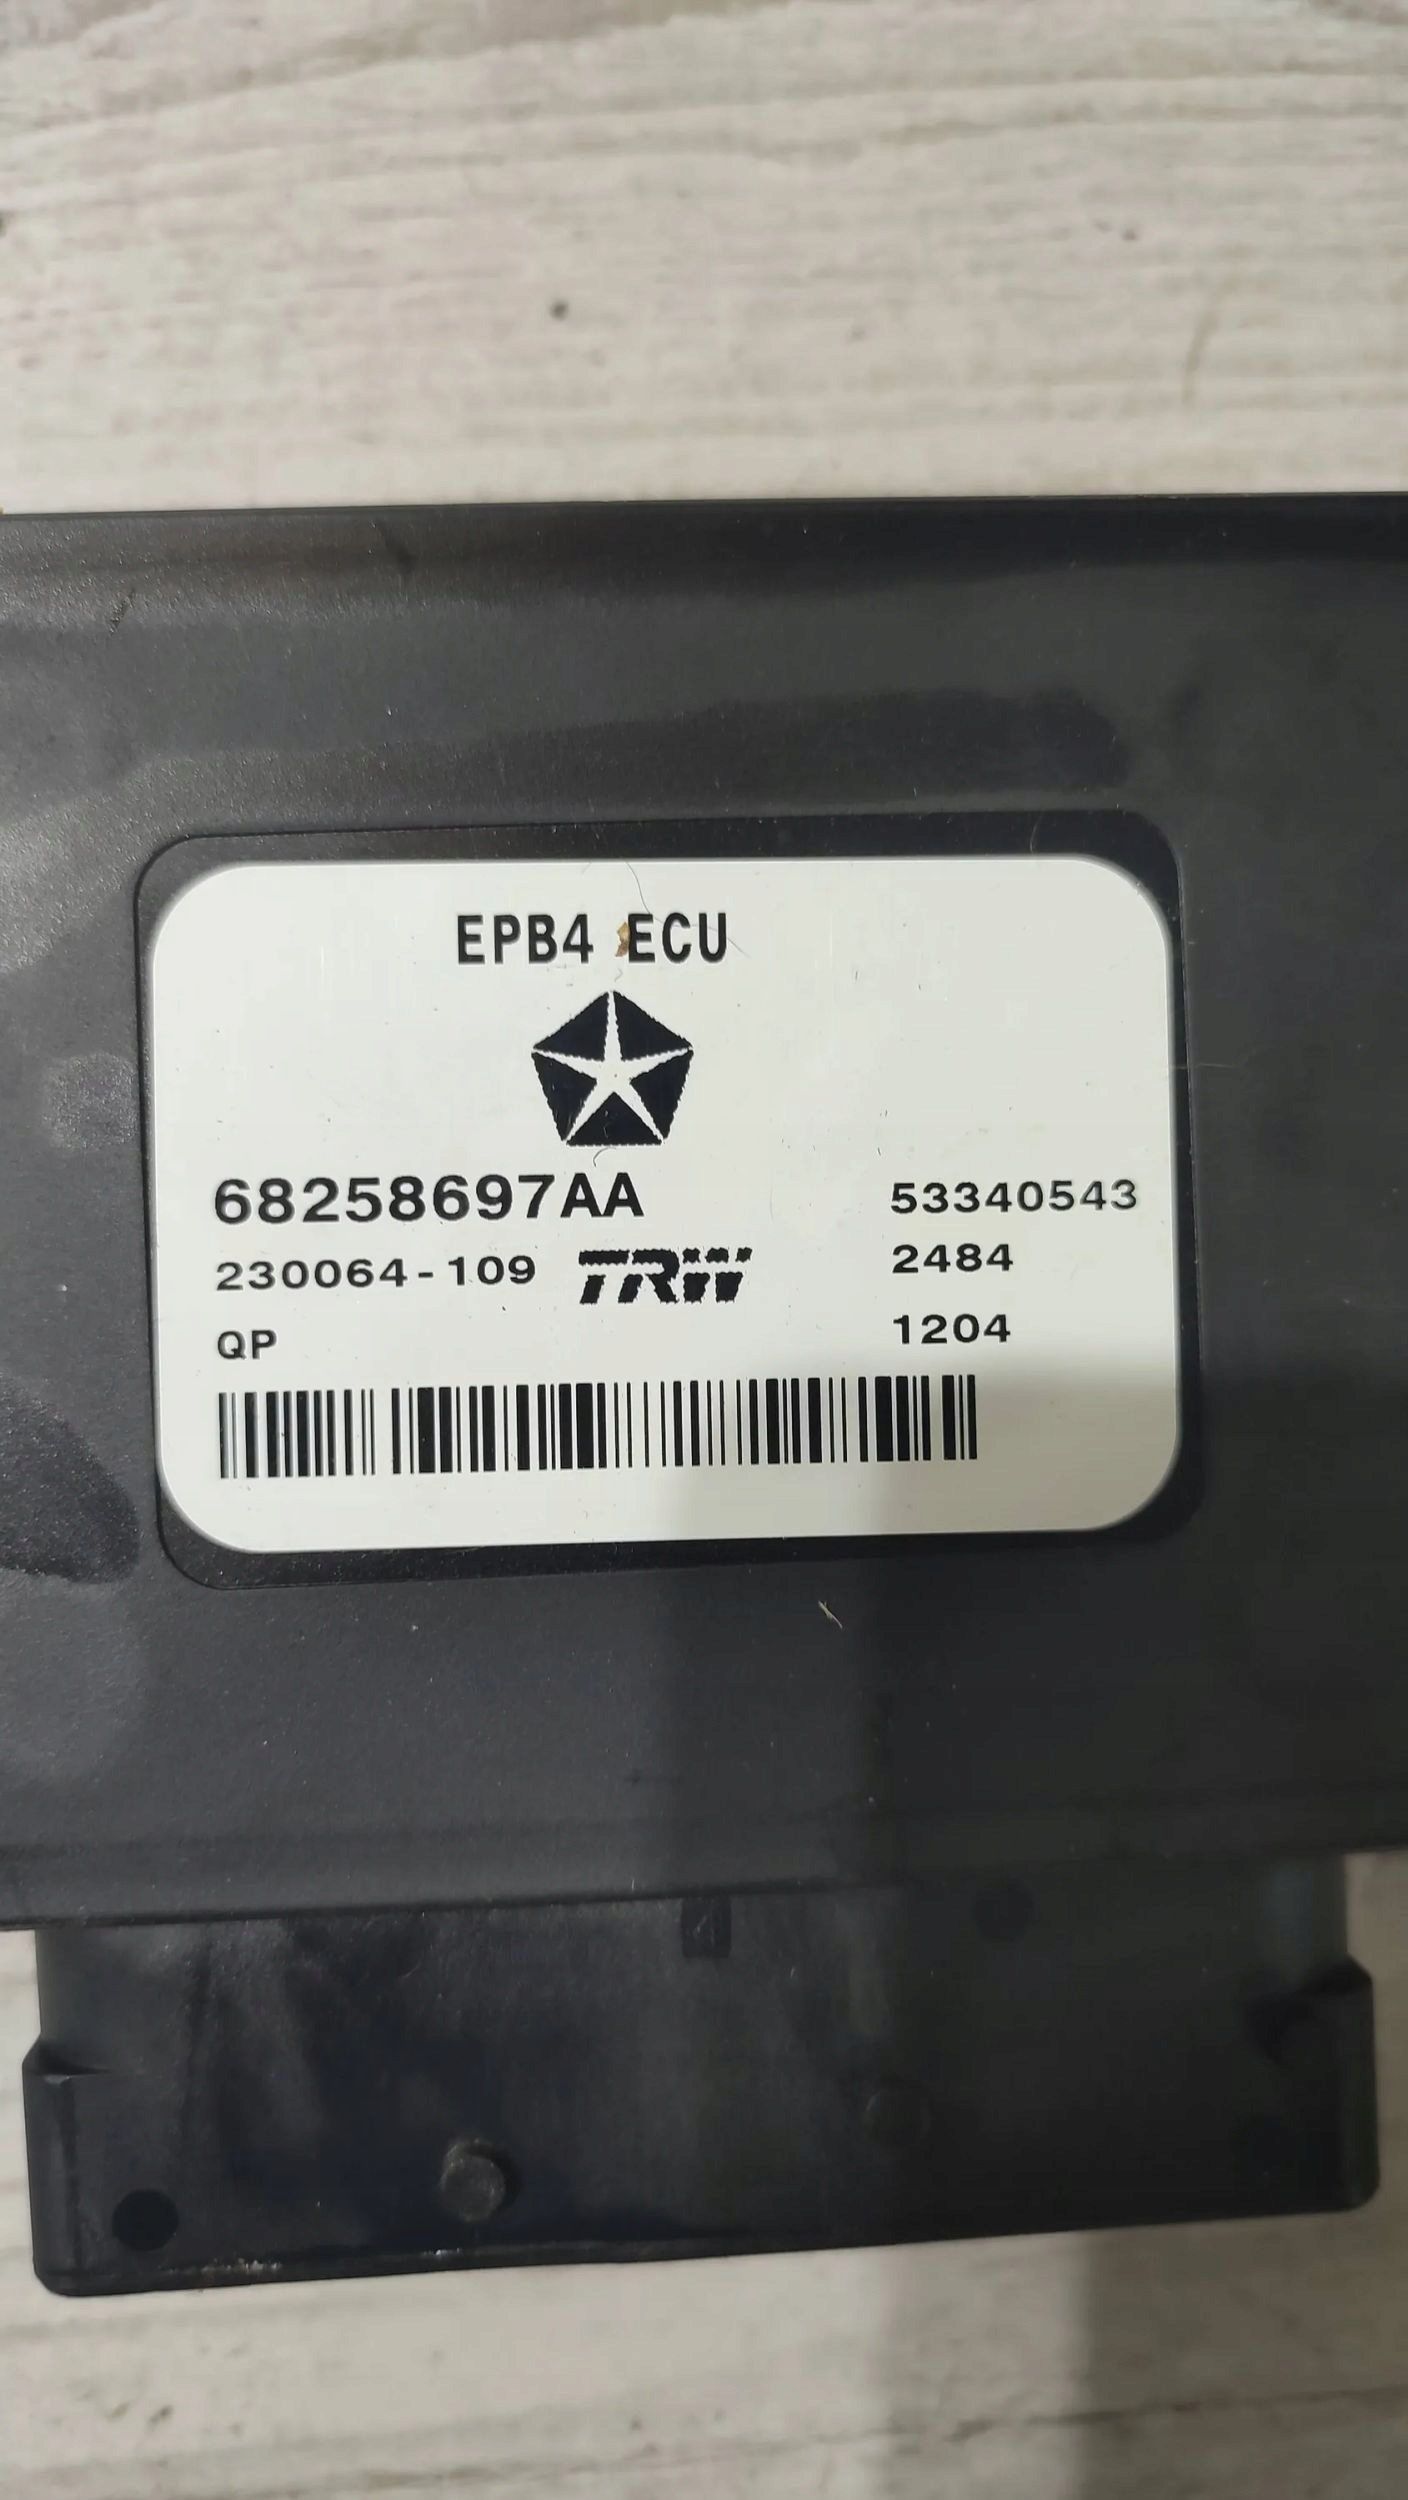 EPB4 ECU
68258697AA 53340543
230064-109 TRW 2484
QP 1204